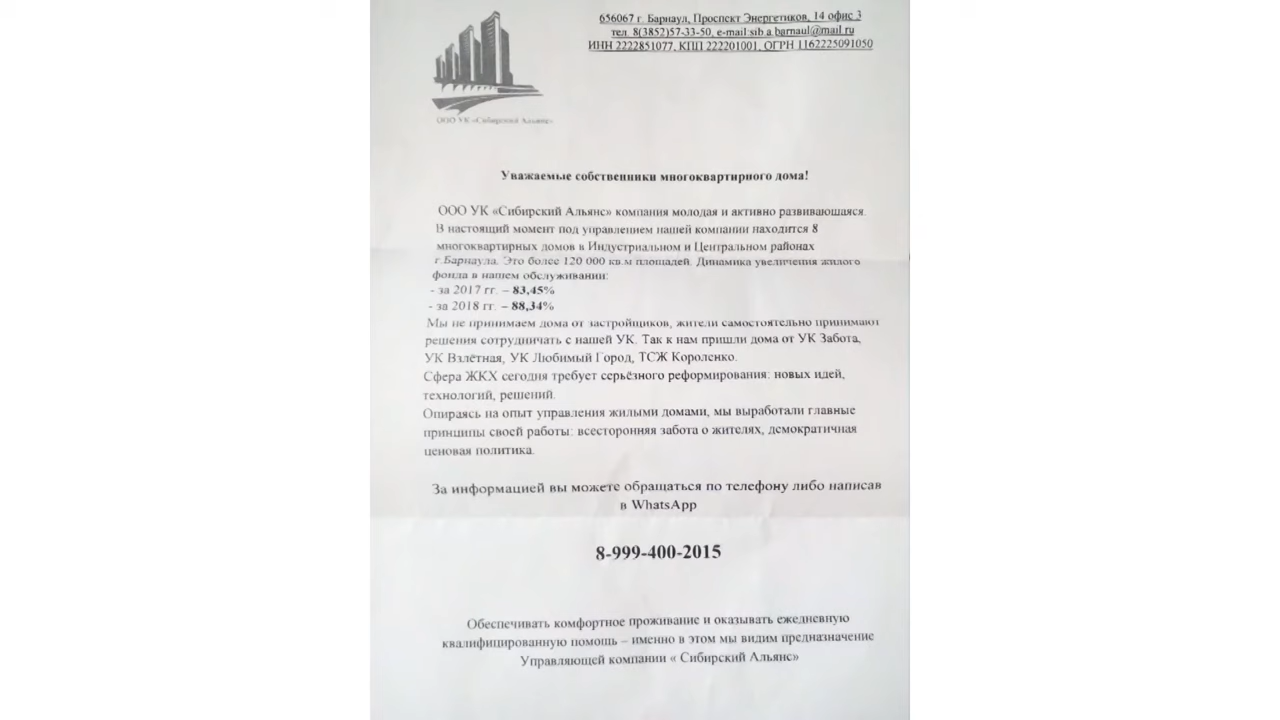 656067 г. Барнаул, Проспект Энергетиков, 14 офис 3
тел. 8(3852)57-33-50, e-mail:sib.a.barnaul@mail.ru
ИНН 2222851077, КПП 222201001, ОГРН 1162225091050
ООО УК «Сибирский Альянс»
Уважаемые собственники многоквартирного дома!
ООО УК «Сибирский Альянс» компания молодая и активно развивающаяся.
В настоящий момент под управлением нашей компании находится 8
многоквартирных домов в Индустриальном и Центральном районах
г.Барнаула. Это более 120 000 кв.м площадей. Динамика увеличения жилого
фонда в нашем обслуживании:
- за 2017 гг. – 83,45%
- за 2018 гг. – 88,34%
Мы не принимаем дома от застройщиков, жители самостоятельно принимают
решения сотрудничать с нашей УК. Так к нам пришли дома от УК Забота,
УК Взлётная, УК Любимый Город, ТСЖ Короленко.
Сфера ЖКХ сегодня требует серьёзного реформирования: новых идей,
технологий, решений.
Опираясь на опыт управления жилыми домами, мы выработали главные
принципы своей работы: всесторонняя забота о жителях, демократичная
ценовая политика.
За информацией вы можете обращаться по телефону либо написав
в WhatsApp
8-999-400-2015
Обеспечивать комфортное проживание и оказывать ежедневную
квалифицированную помощь – именно в этом мы видим предназначение
Управляющей компании « Сибирский Альянс»